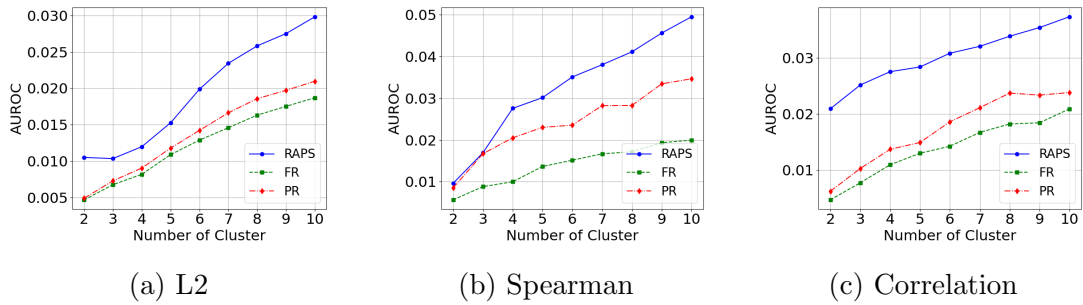 0.030
0.025
0.020
0.015
0.010
0.005
AUROC
2 3 4 5 6 7 8 9 10
Number of Cluster
RAPS
FR
PR
(a) L2
0.05
0.04
0.03
0.02
0.01
AUROC
2 3 4 5 6 7 8 9 10
Number of Cluster
RAPS
FR
PR
(b) Spearman
0.03
0.02
0.01
AUROC
2 3 4 5 6 7 8 9 10
Number of Cluster
RAPS
FR
PR
(c) Correlation